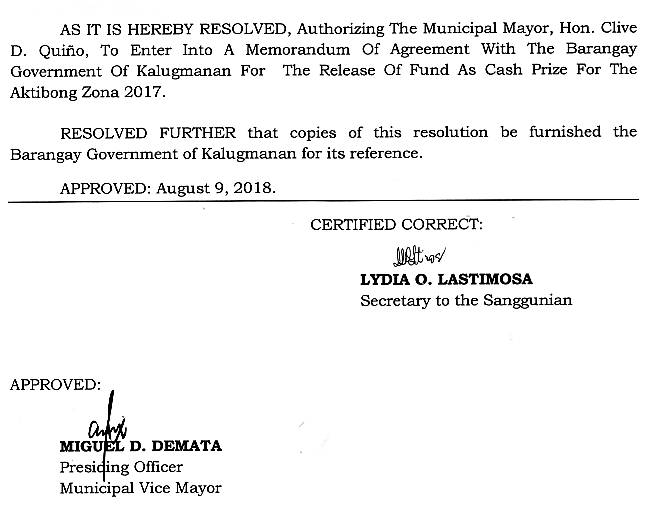 AS IT IS HEREBY RESOLVED, Authorizing The Municipal Mayor, Hon. Clive
D. Quiño, To Enter Into A Memorandum Of Agreement With The Barangay
Government Of Kalugmanan For The Release Of Fund As Cash Prize For The
Aktibong Zona 2017.
RESOLVED FURTHER that copies of this resolution be furnished the
Barangay Government of Kalugmanan for its reference.
APPROVED: August 9, 2018.
CERTIFIED CORRECT:
LYDIA O. LASTIMOSA
Secretary to the Sanggunian
APPROVED:
MIGUEL D. DEMATA
Presiding Officer
Municipal Vice Mayor